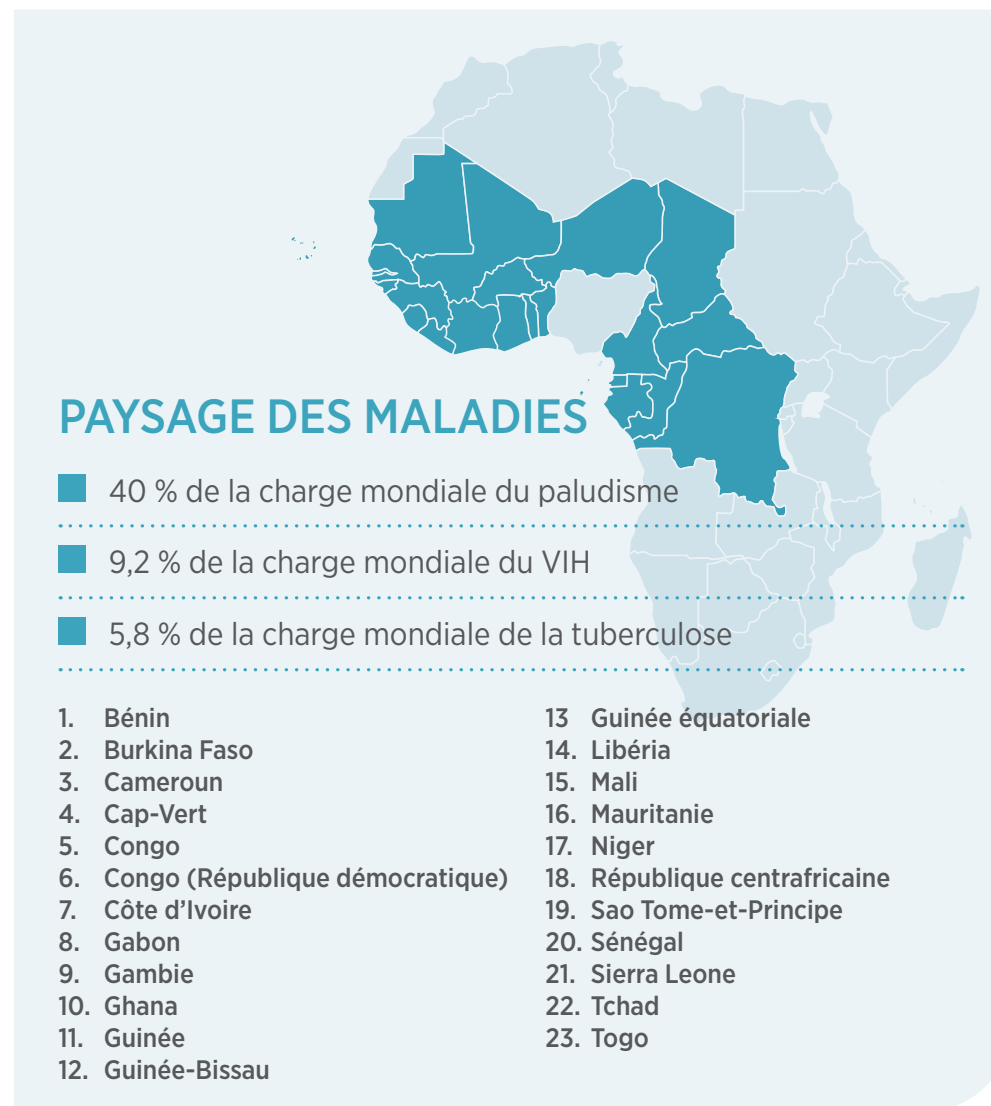 PAYSAGE DES MALADIES
40 % de la charge mondiale du paludisme
9,2 % de la charge mondiale du VIH
5,8 % de la charge mondiale de la tuberculose
1. Bénin
2. Burkina Faso
3. Cameroun
4. Cap-Vert
5. Congo
6. Congo (République démocratique)
7. Côte d’Ivoire
8. Gabon
9. Gambie
10. Ghana
11. Guinée
12. Guinée-Bissau
13 Guinée équatoriale
14. Libéria
15. Mali
16. Mauritanie
17. Niger
18. République centrafricaine
19. Sao Tome-et-Principe
20. Sénégal
21. Sierra Leone
22. Tchad
23. Togo